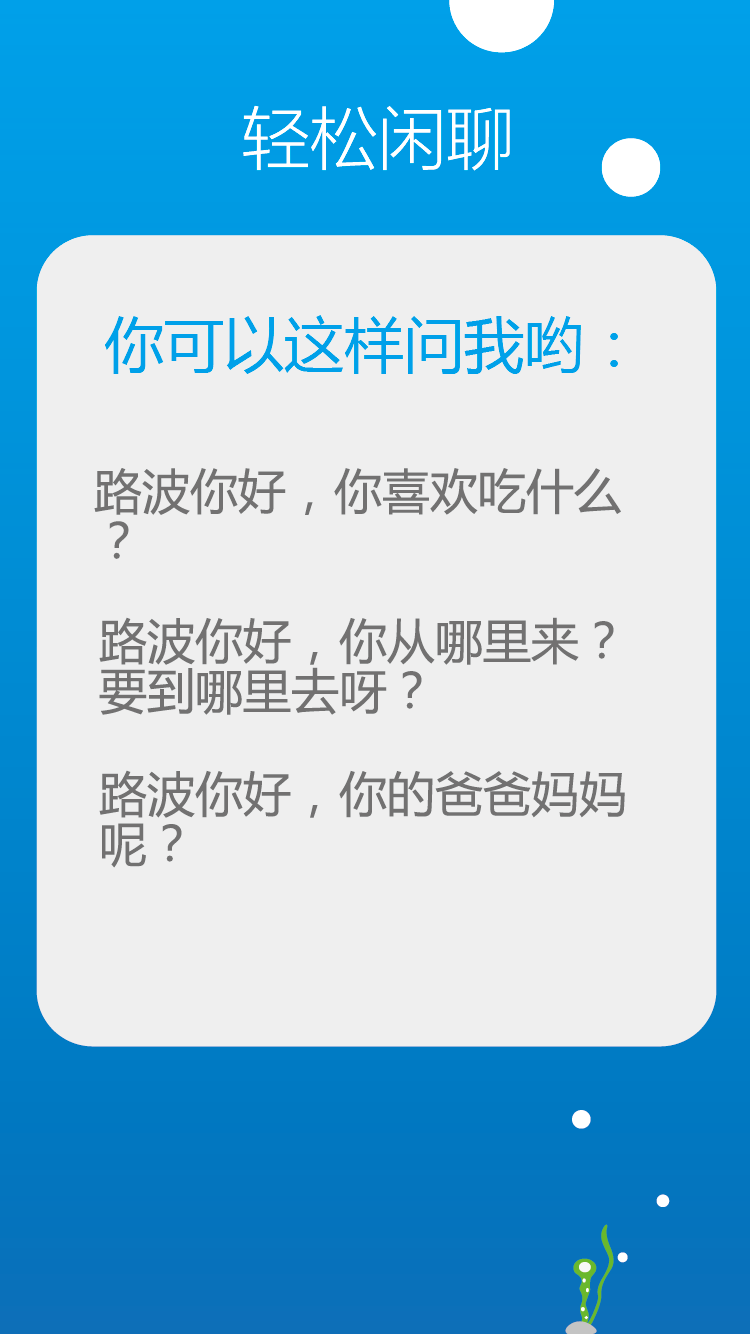 轻松闲聊
你可以这样问我哟：
路波你好，你喜欢吃什么
？
路波你好，你从哪里来？
要到哪里去呀？
路波你好，你的爸爸妈妈
呢？